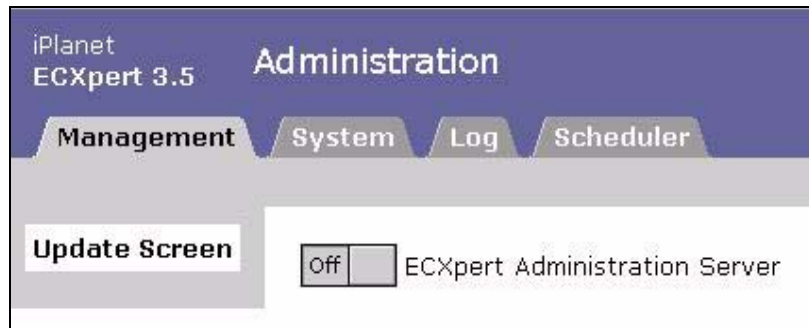 iPlanet
ECXpert 3.5
Administration
Management System Log Scheduler
Update Screen
Off ECXpert Administration Server